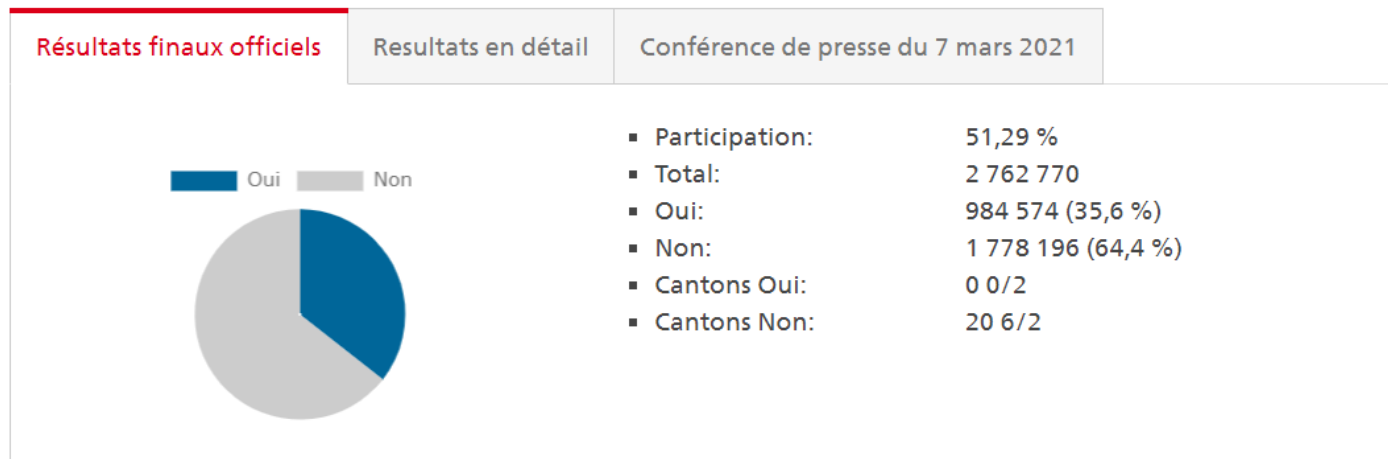 Résultats finaux officiels
Resultats en détail
Conférence de presse du 7 mars 2021
Oui Non
Participation: 51,29 %
Total: 2 762 770
Oui: 984 574 (35,6 %)
Non: 1 778 196 (64,4 %)
Cantons Oui: 0 0/2
Cantons Non: 20 6/2